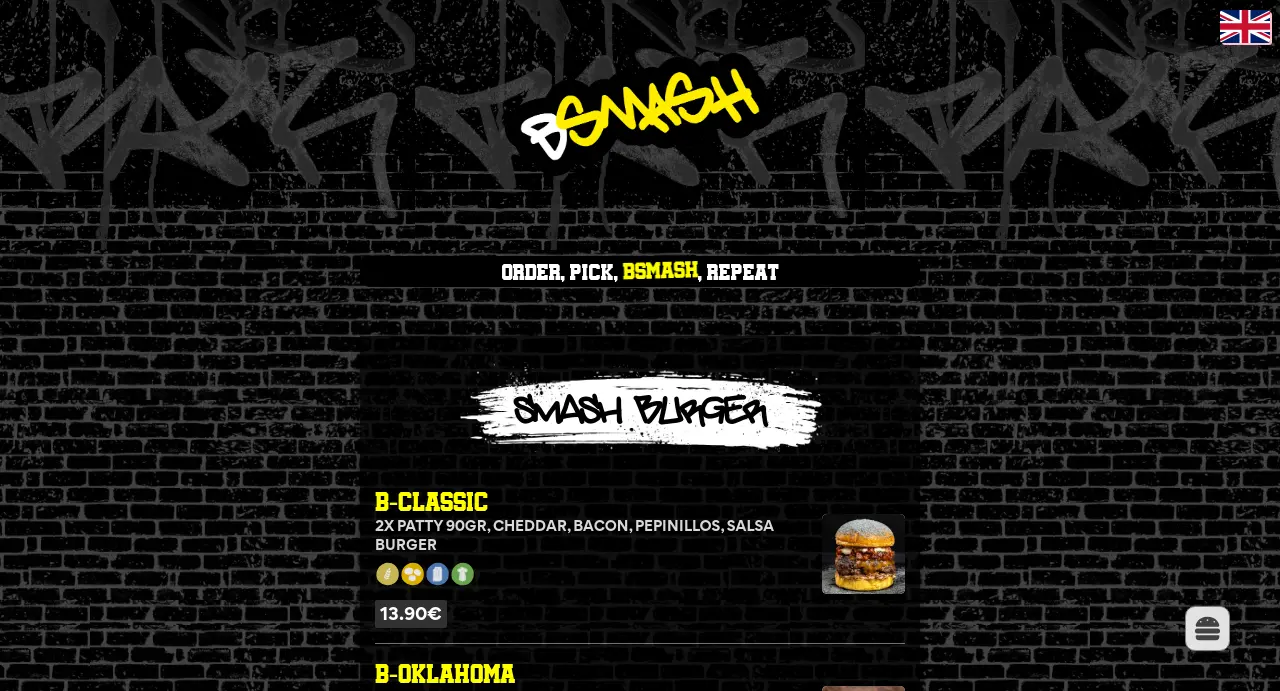 BSMASH
ORDER, PICK, BSMASH, REPEAT
SMASH BURGER
B-CLASSIC
2X PATTY 90GR, CHEDDAR, BACON, PEPINILLOS, SALSA
BURGER
13.90€
B-OKLAHOMA